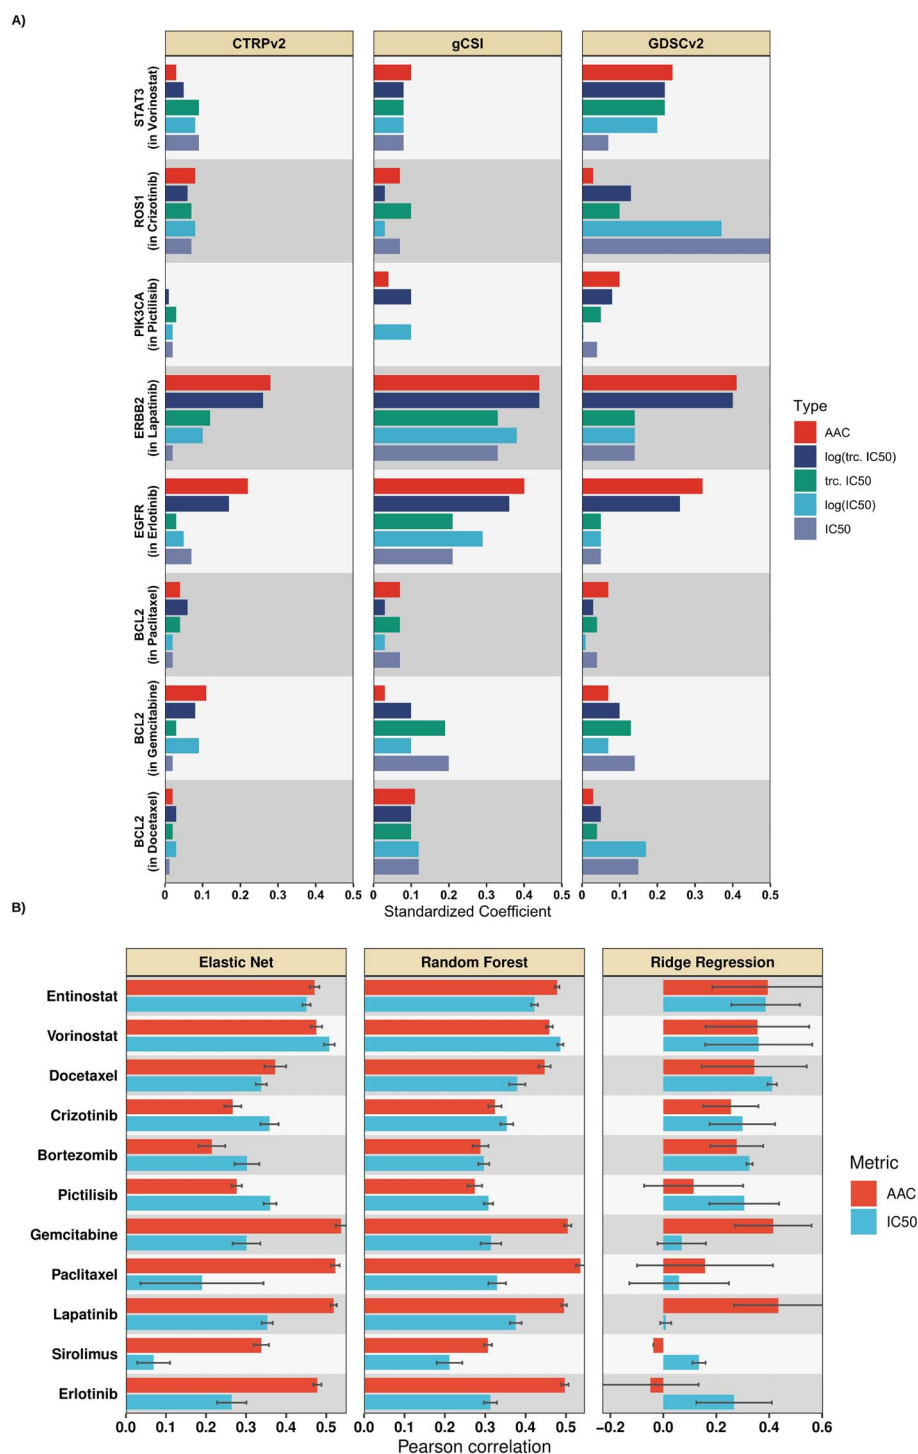 A)
CTRPv2 gCSI GDSCv2
STAT3
(in Vorinostat)
ROS1
(in Crizotinib)
PIK3CA
(in Pictilisib)
ERBB2
(in Lapatinib)
EGFR
(in Erlotinib)
BCL2
(in Paclitaxel)
BCL2
(in Gemcitabine)
BCL2
(in Docetaxel)
Type
AAC
log(trc. IC50)
trc. IC50
log(IC50)
IC50
0 0.1 0.2 0.3 0.4 0.5 0 0.1 0.2 0.3 0.4 0.5 0 0.1 0.2 0.3 0.4 0.5
Standardized Coefficient
B)
Elastic Net Random Forest Ridge Regression
Entinostat
Vorinostat
Docetaxel
Crizotinib
Bortezomib
Pictilisib
Gemcitabine
Paclitaxel
Lapatinib
Sirolimus
Erlotinib
Metric
AAC
IC50
0.0 0.1 0.2 0.3 0.4 0.5 0.0 0.1 0.2 0.3 0.4 0.5 −0.2 0.0 0.2 0.4 0.6
Pearson correlation